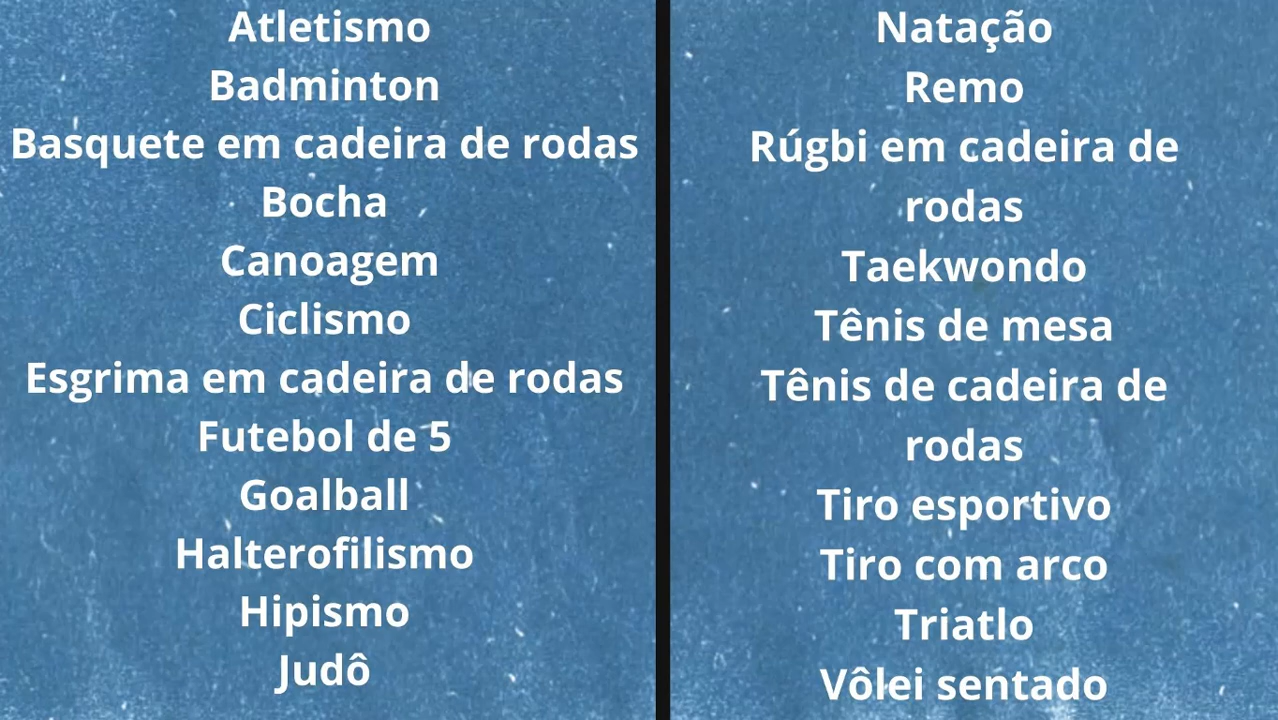 Atletismo
Badminton
Basquete em cadeira de rodas
Bocha
Canoagem
Ciclismo
Esgrima em cadeira de rodas
Futebol de 5
Goalball
Halterofilismo
Hipismo
Judô
Natação
Remo
Rúgbi em cadeira de
rodas
Taekwondo
Tênis de mesa
Tênis de cadeira de
rodas
Tiro esportivo
Tiro com arco
Triatlo
Vôlei sentado